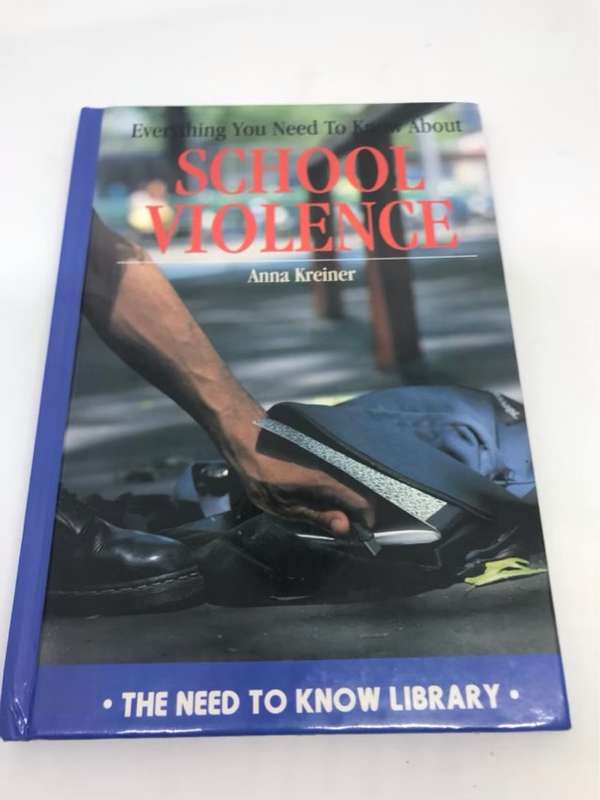 Everything You Need To Know About
SCHOOL
VIOLENCE
Anna Kreiner
• THE NEED TO KNOW LIBRARY •